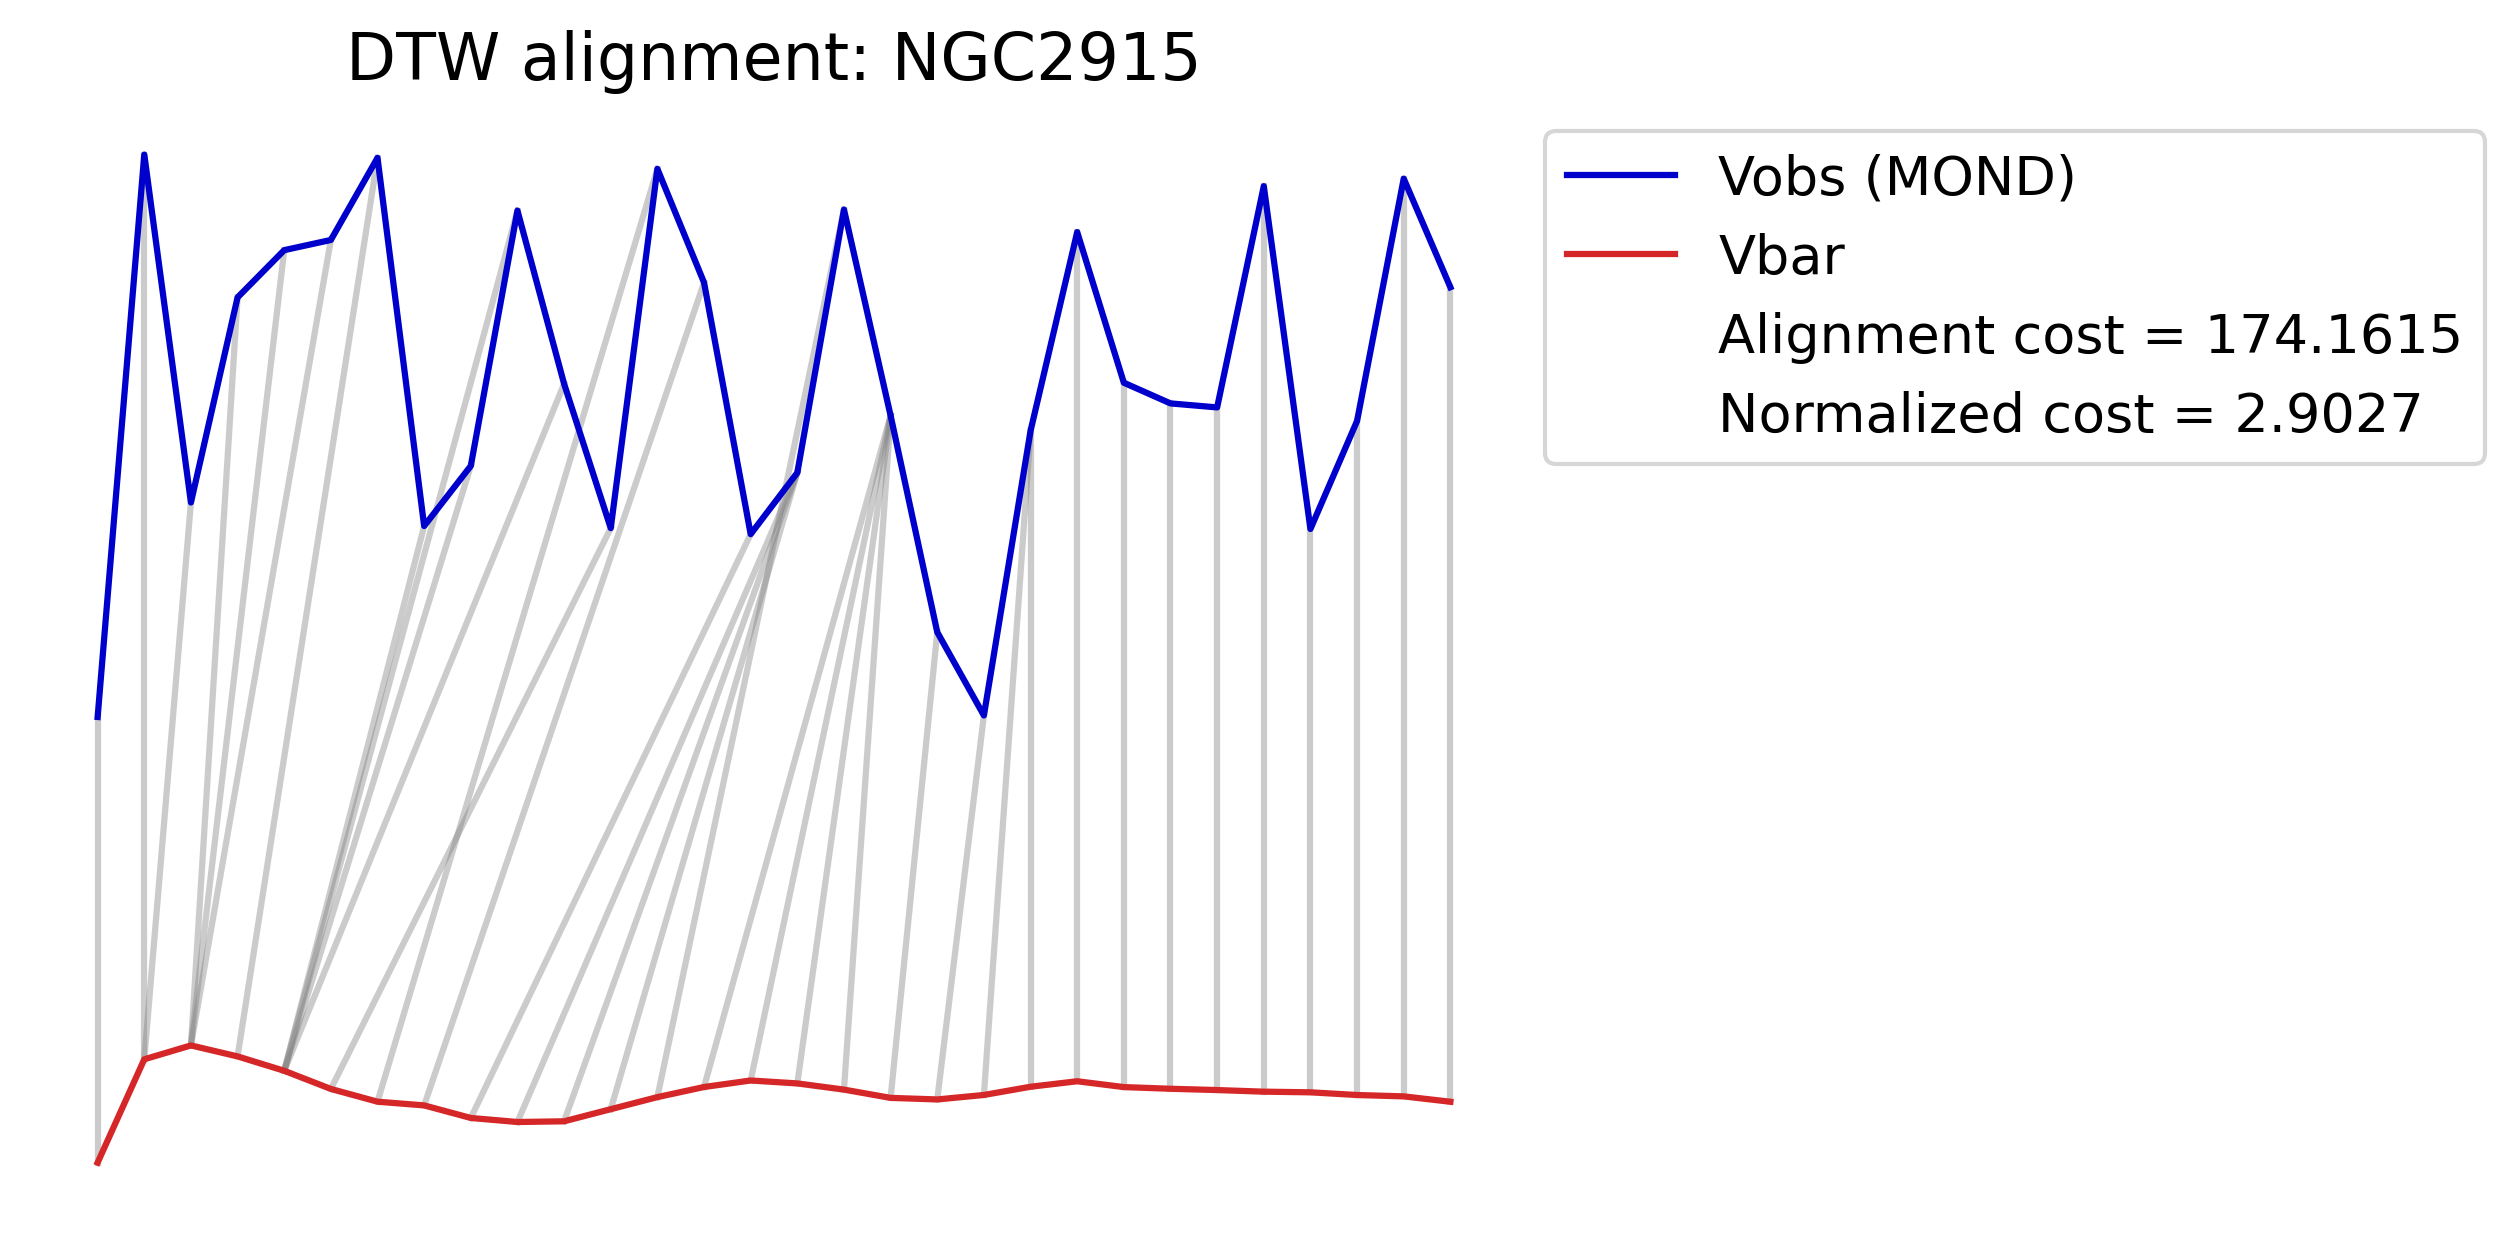 DTW alignment: NGC2915
Vobs (MOND)
Vbar
Alignment cost = 174.1615
Normalized cost = 2.9027